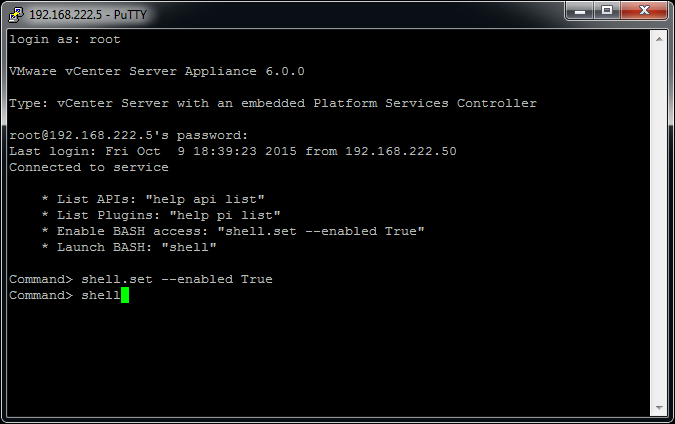 192.168.222.5 - PuTTY
login as: root
VMware vCenter Server Appliance 6.0.0
Type: vCenter Server with an embedded Platform Services Controller
root@192.168.222.5's password:
Last login: Fri Oct  9 18:39:23 2015 from 192.168.222.50
Connected to service
    * List APIs: "help api list"
    * List Plugins: "help pi list"
    * Enable BASH access: "shell.set --enabled True"
    * Launch BASH: "shell"
Command> shell.set --enabled True
Command> shell